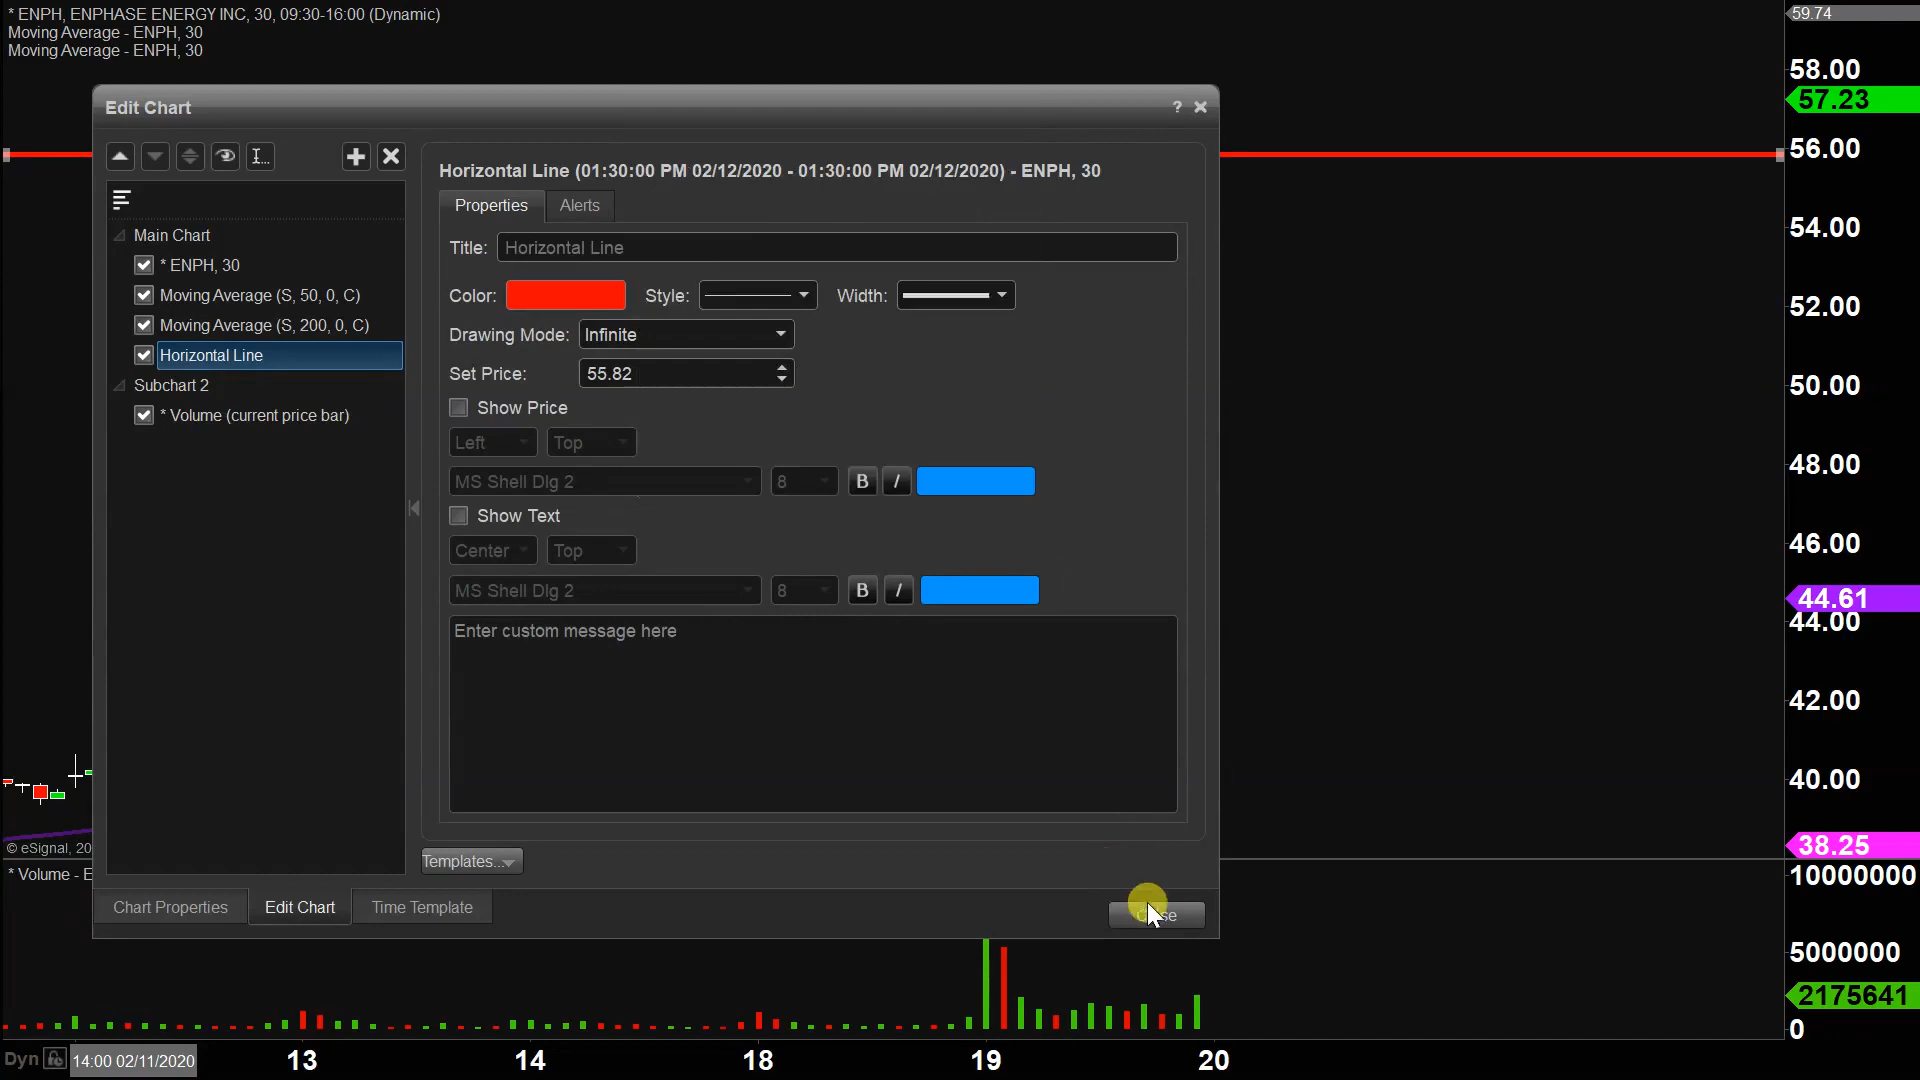 * ENPH, ENPHASE ENERGY INC, 30, 09:30-16:00 (Dynamic)
Moving Average - ENPH, 30
Moving Average - ENPH, 30
59.74
58.00
57.23
56.00
54.00
52.00
50.00
48.00
46.00
44.61
44.00
42.00
40.00
38.25
10000000
5000000
2175641
0
Edit Chart
?
Main Chart
* ENPH, 30
Moving Average (S, 50, 0, C)
Moving Average (S, 200, 0, C)
Horizontal Line
Subchart 2
* Volume (current price bar)
Horizontal Line (01:30:00 PM 02/12/2020 - 01:30:00 PM 02/12/2020) - ENPH, 30
Properties Alerts
Title: Horizontal Line
Color: Style: Width:
Drawing Mode: Infinite
Set Price: 55.82
Show Price
Left Top
MS Shell Dlg 2 8 B I
Show Text
Center Top
MS Shell Dlg 2 8 B I
Enter custom message here
Templates...
Chart Properties Edit Chart Time Template
© eSignal, 20
* Volume - E
Dyn 14:00 02/11/2020 13 14 18 19 20